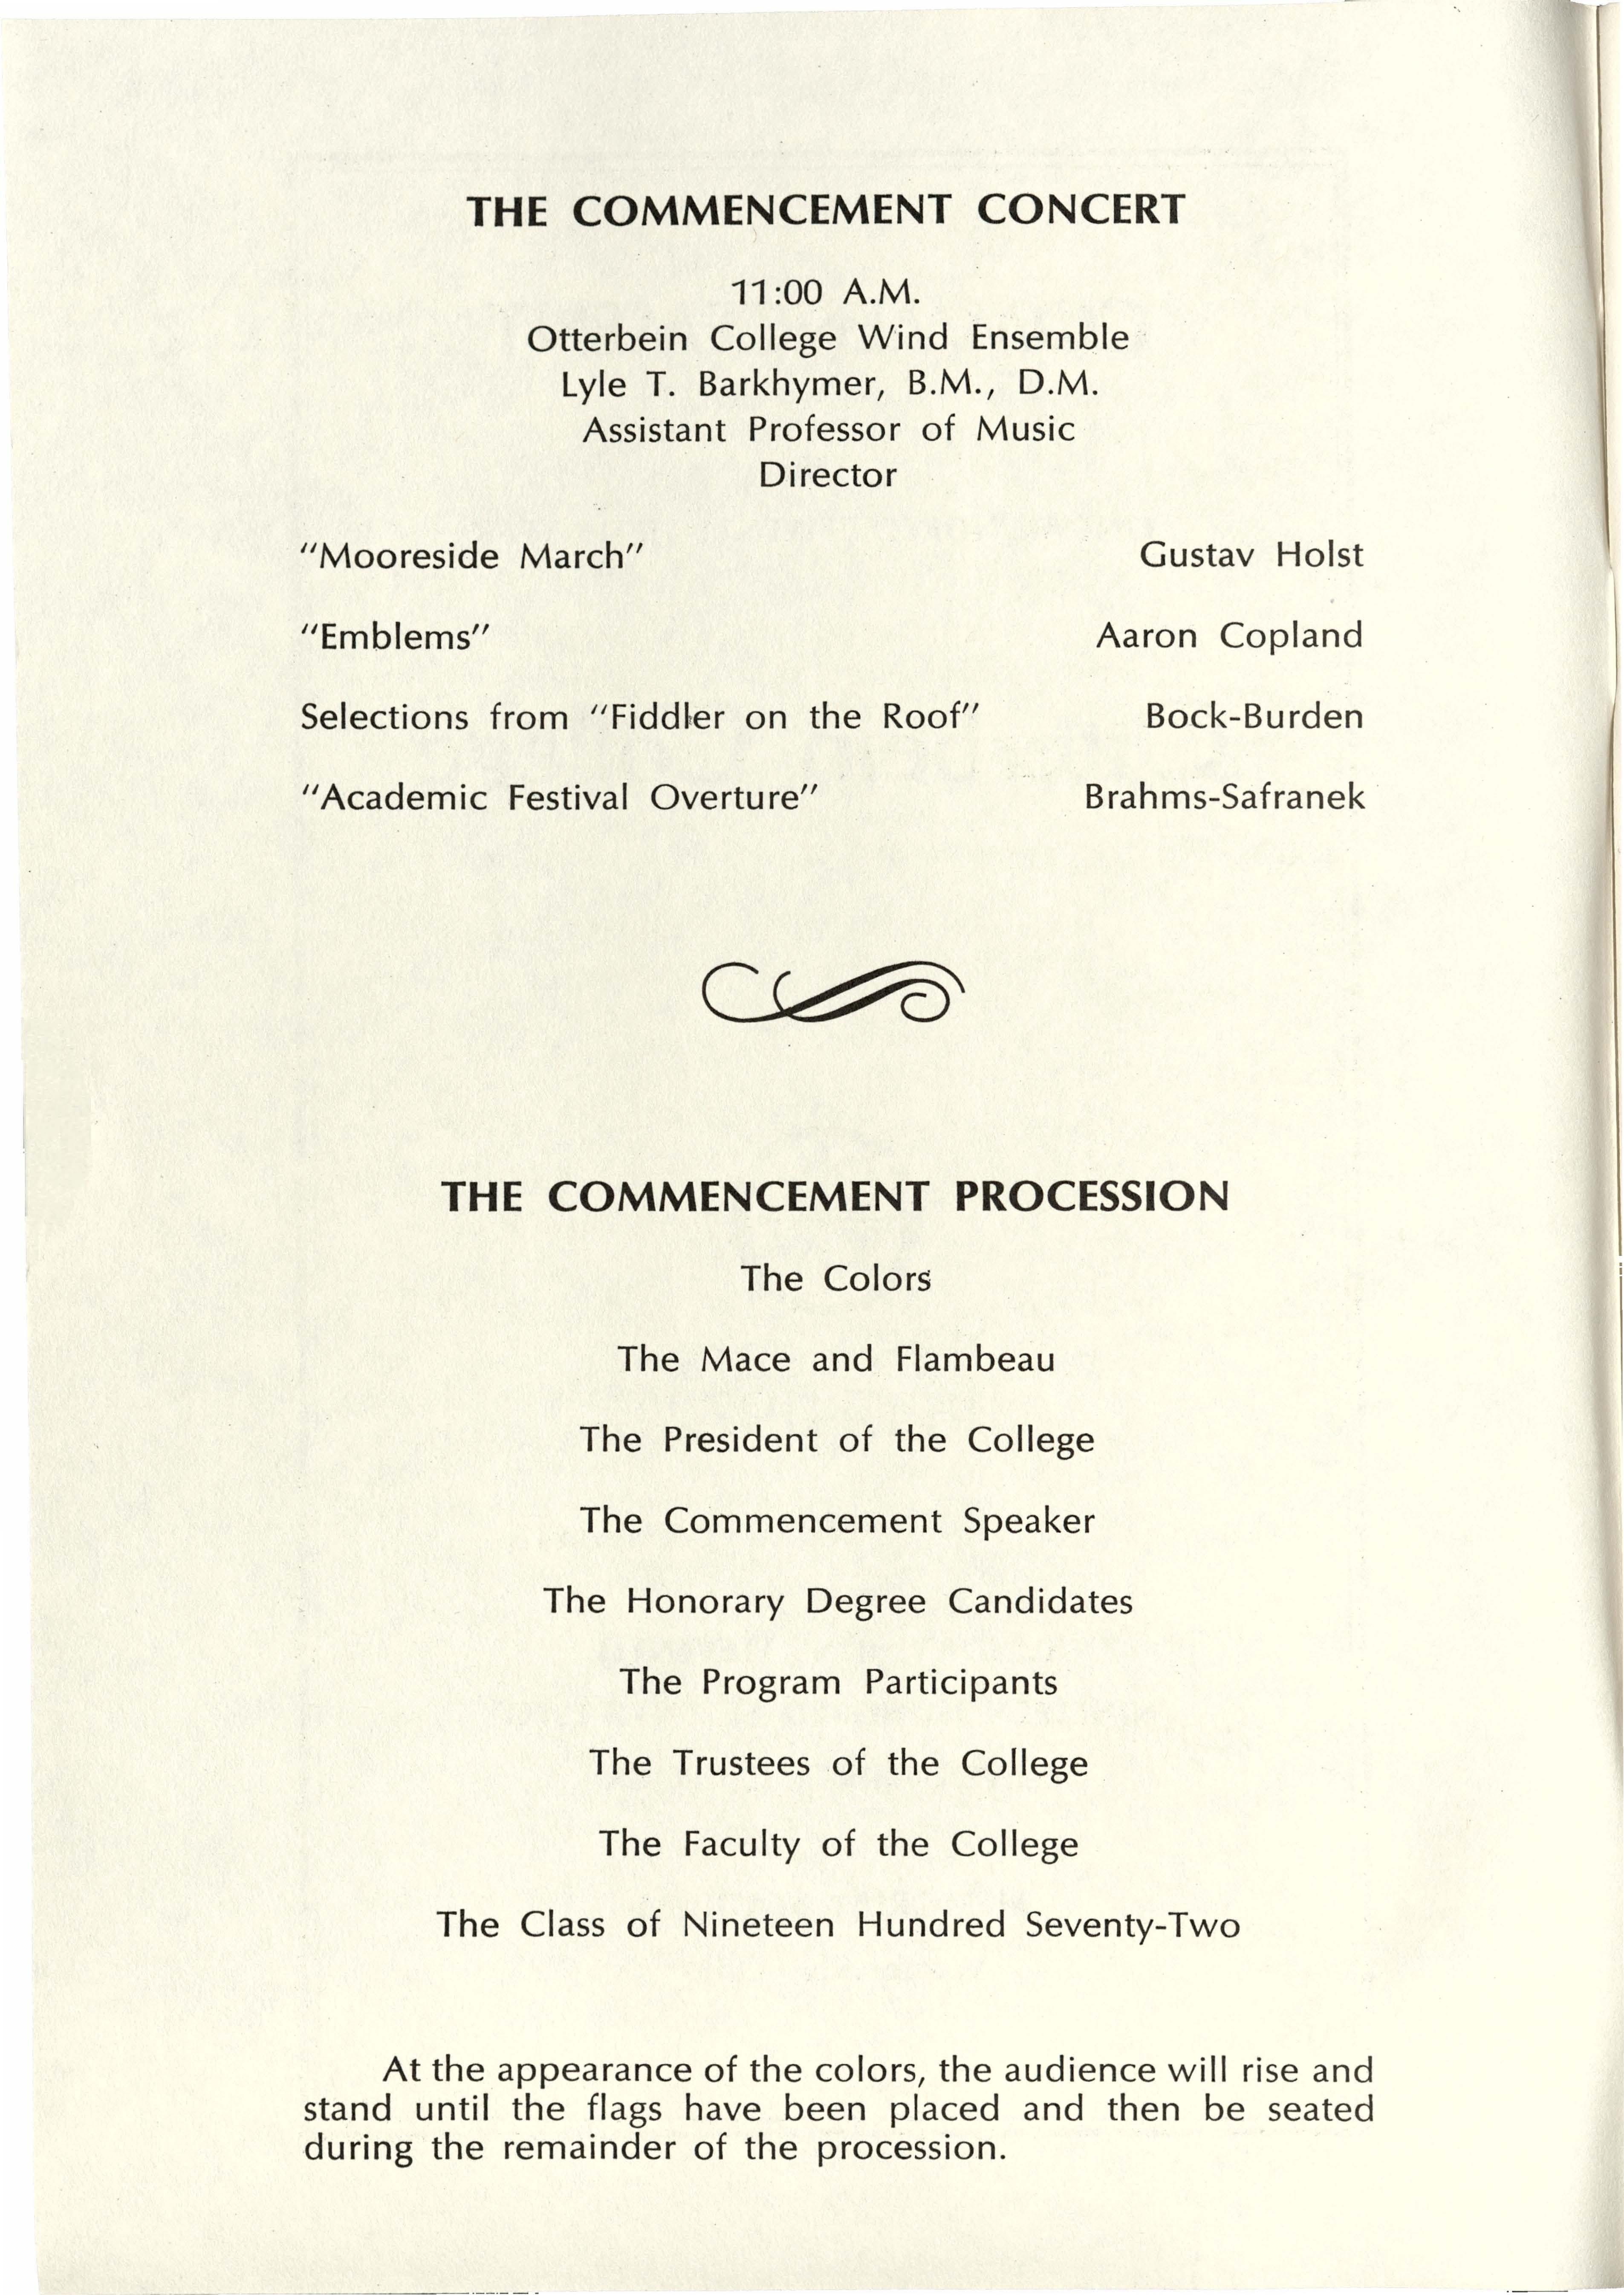 THE COMMENCEMENT CONCERT
11:00 A.M.
Otterbein College Wind Ensemble
Lyle T. Barkhymer, B.M., D.M.
Assistant Professor of Music
Director
"Mooreside March" Gustav Holst
"Emblems" Aaron Copland
Selections from "Fiddler on the Roof" Bock-Burden
"Academic Festival Overture" Brahms-Safranek
THE COMMENCEMENT PROCESSION
The Colors
The Mace and Flambeau
The President of the College
The Commencement Speaker
The Honorary Degree Candidates
The Program Participants
The Trustees of the College
The Faculty of the College
The Class of Nineteen Hundred Seventy-Two
At the appearance of the colors, the audience will rise and
stand until the flags have been placed and then be seated
during the remainder of the procession.